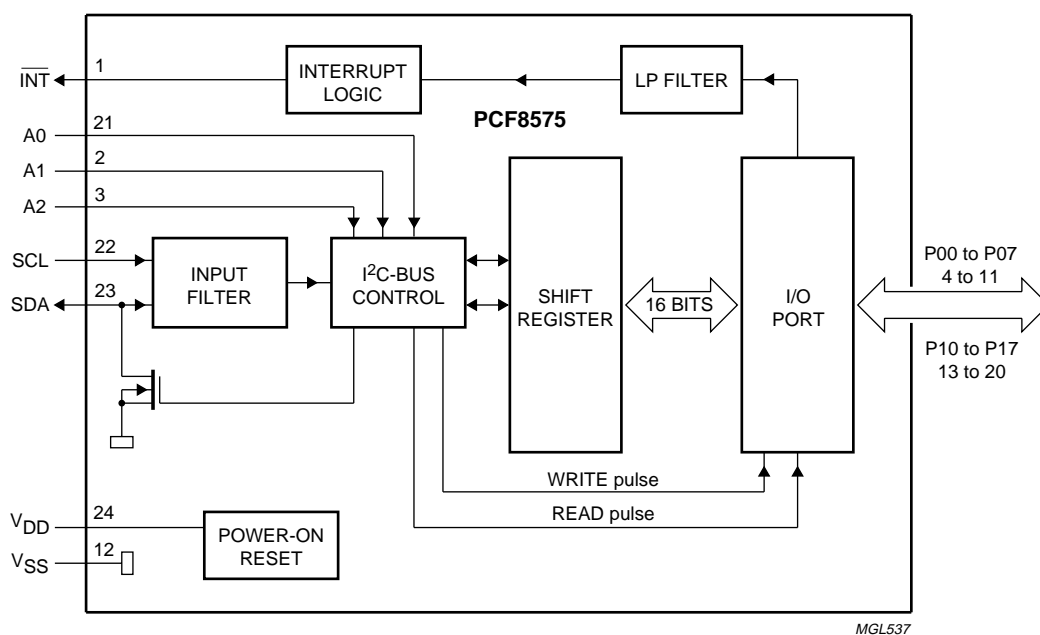 INT
1
INTERRUPT
LOGIC
LP FILTER
PCF8575
A0
21
A1
2
A2
3
SCL
22
SDA
23
INPUT
FILTER
I²C-BUS
CONTROL
SHIFT
REGISTER
16 BITS
I/O
PORT
P00 to P07
4 to 11
P10 to P17
13 to 20
WRITE pulse
READ pulse
VDD
24
VSS
12
POWER-ON
RESET
MGL537